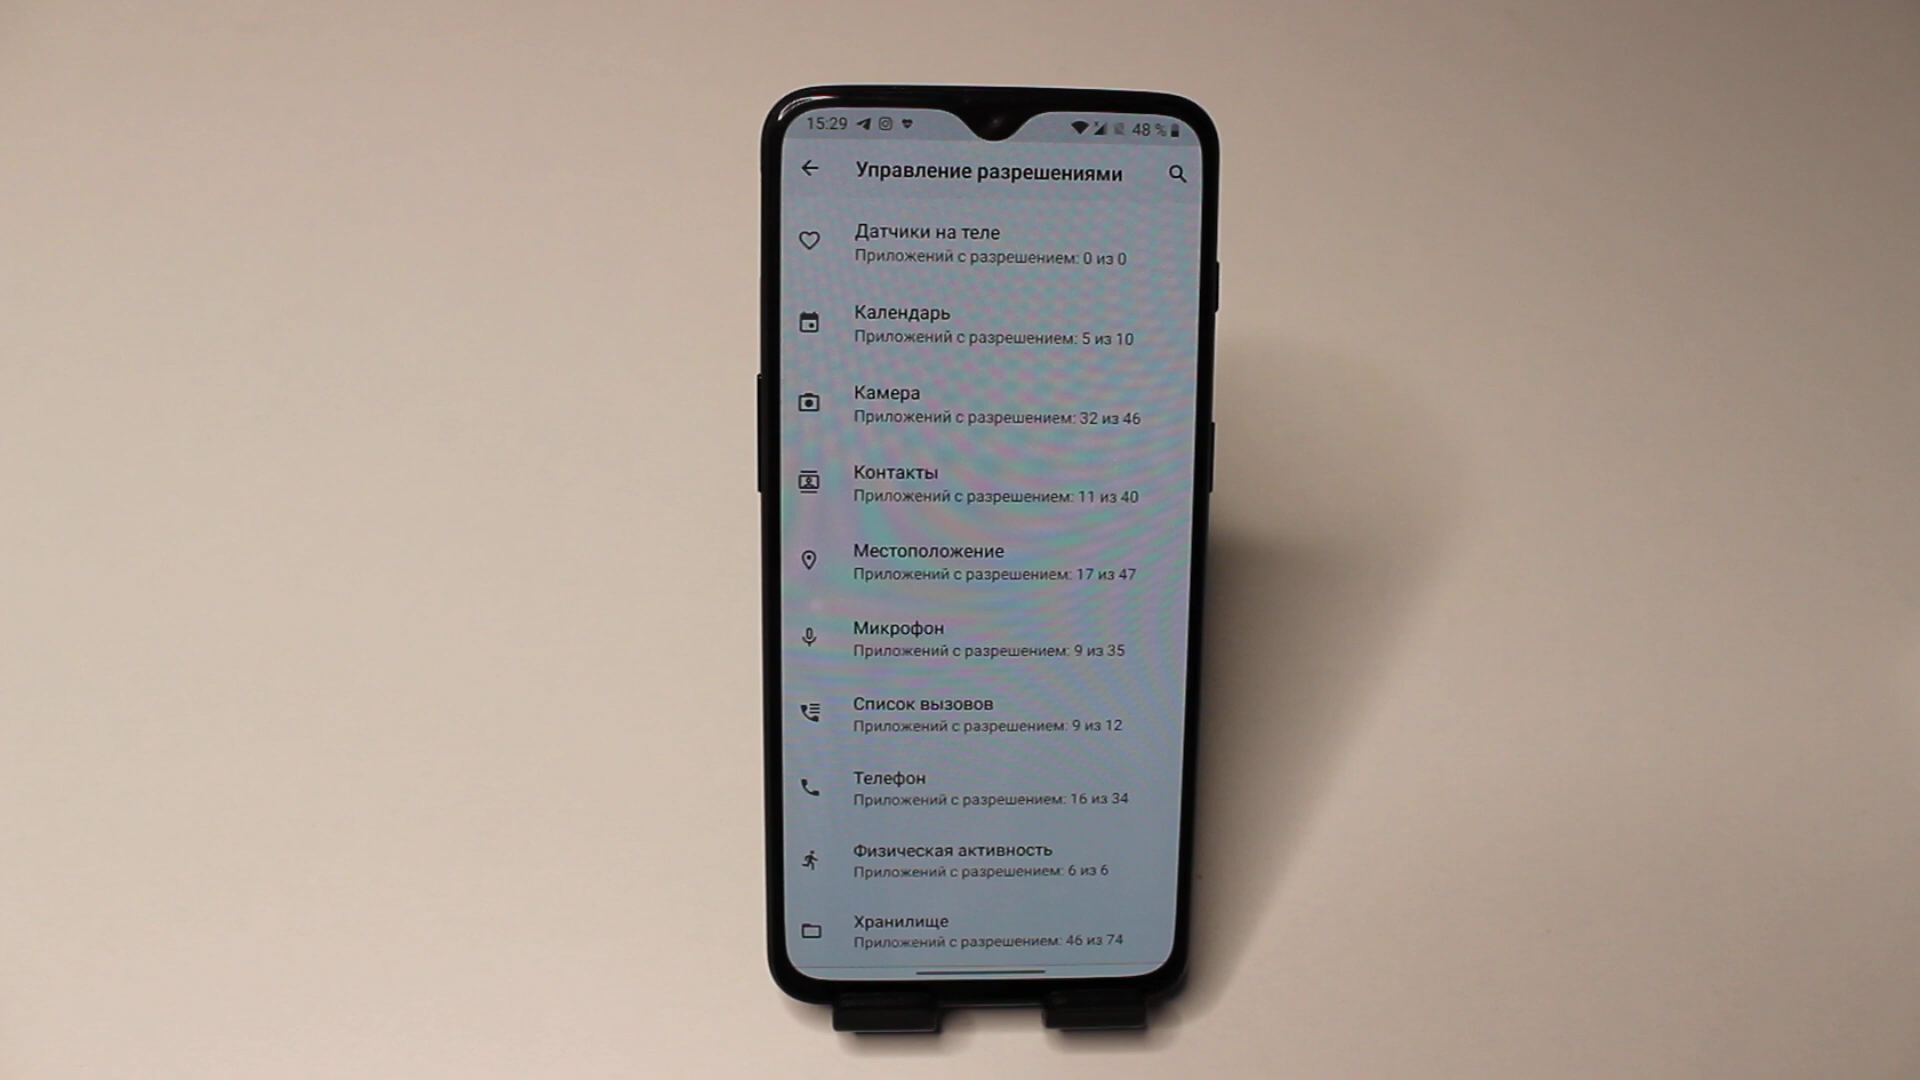 15:29 48 %
Управление разрешениями
Датчики на теле
Приложений с разрешением: 0 из 0
Календарь
Приложений с разрешением: 5 из 10
Камера
Приложений с разрешением: 32 из 46
Контакты
Приложений с разрешением: 11 из 40
Местоположение
Приложений с разрешением: 17 из 47
Микрофон
Приложений с разрешением: 9 из 35
Список вызовов
Приложений с разрешением: 9 из 12
Телефон
Приложений с разрешением: 16 из 34
Физическая активность
Приложений с разрешением: 6 из 6
Хранилище
Приложений с разрешением: 46 из 74